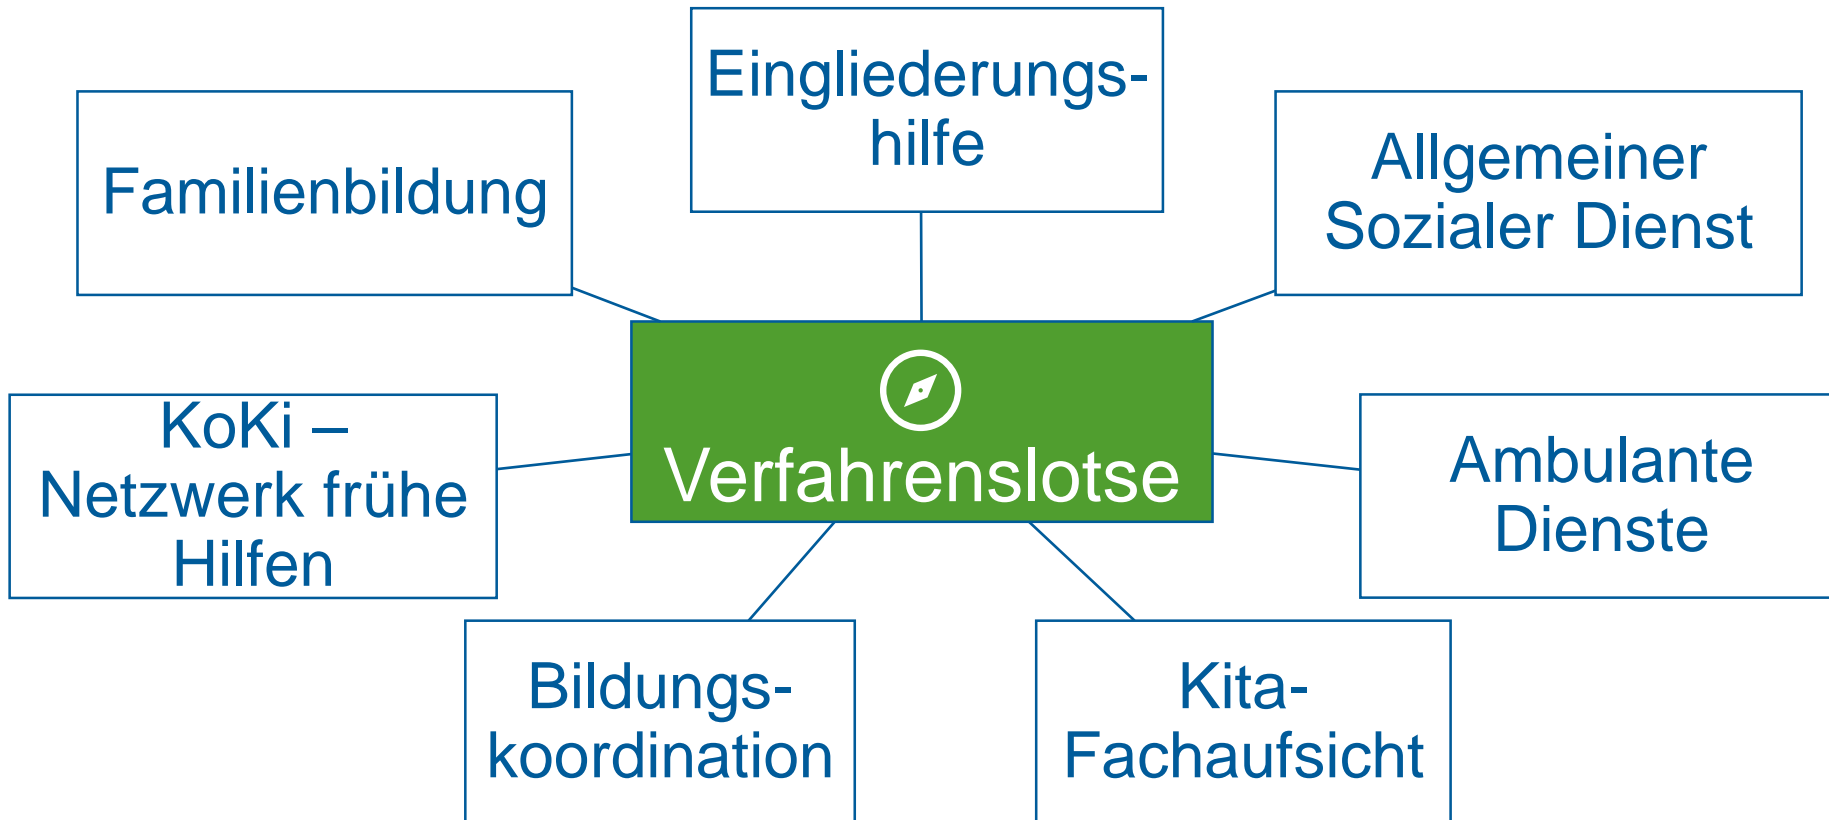 Eingliederungs-
hilfe
Familienbildung
Allgemeiner
Sozialer Dienst
Verfahrenslotse
KoKi –
Netzwerk frühe
Hilfen
Ambulante
Dienste
Bildungs-
koordination
Kita-
Fachaufsicht